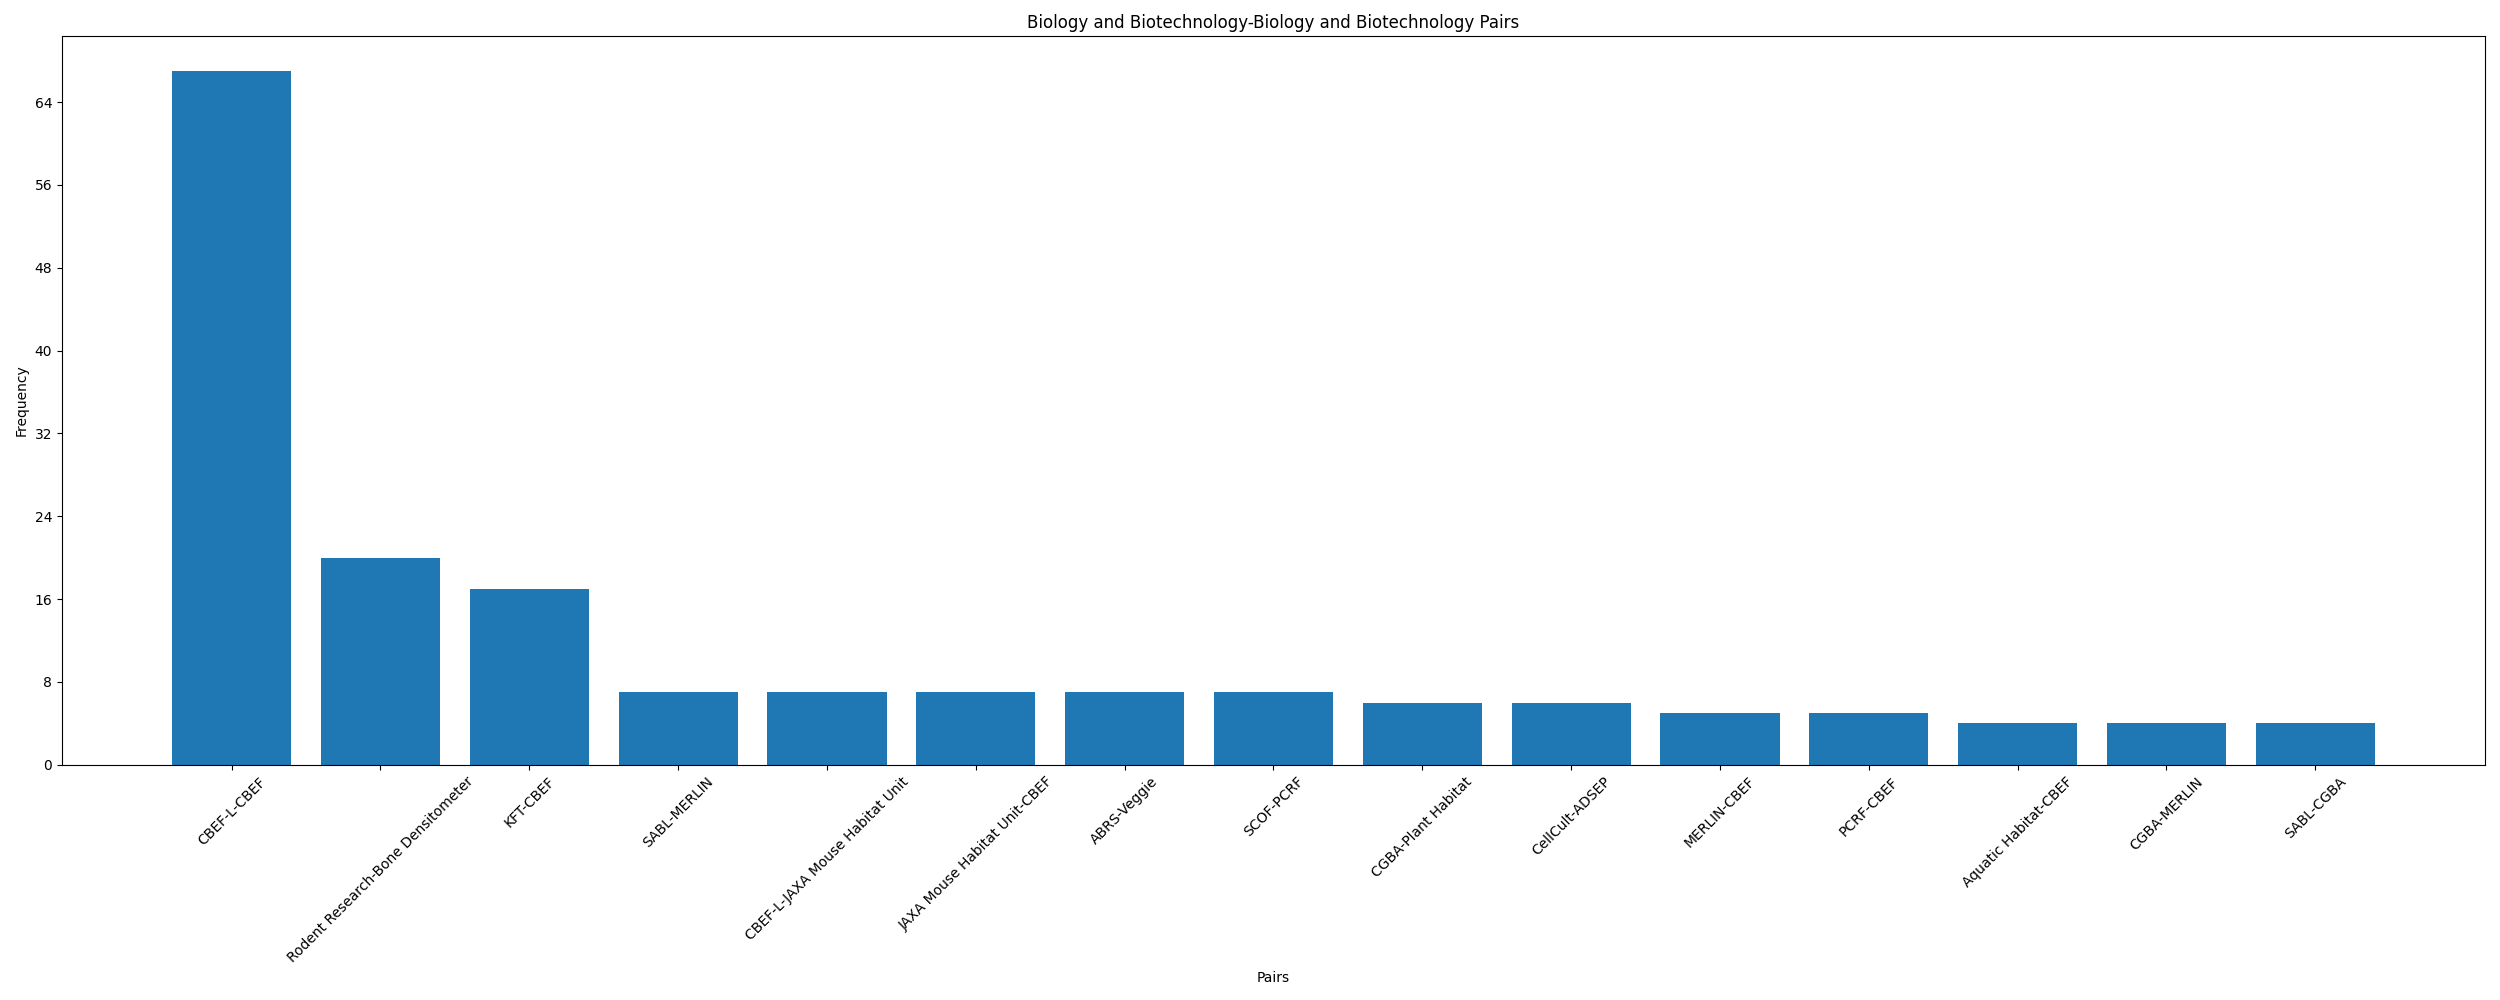 Biology and Biotechnology-Biology and Biotechnology Pairs
Frequency
64
56
48
40
32
24
16
8
0
CBEF-L-CBEF
Rodent Research-Bone Densitometer
KFT-CBEF
SABL-MERLIN
CBEF-L-JAXA Mouse Habitat Unit
JAXA Mouse Habitat Unit-CBEF
ABRS-Veggie
SCOF-PCRF
CGBA-Plant Habitat
CellCult-ADSEP
MERLIN-CBEF
PCRF-CBEF
Aquatic Habitat-CBEF
CGBA-MERLIN
SABL-CGBA
Pairs